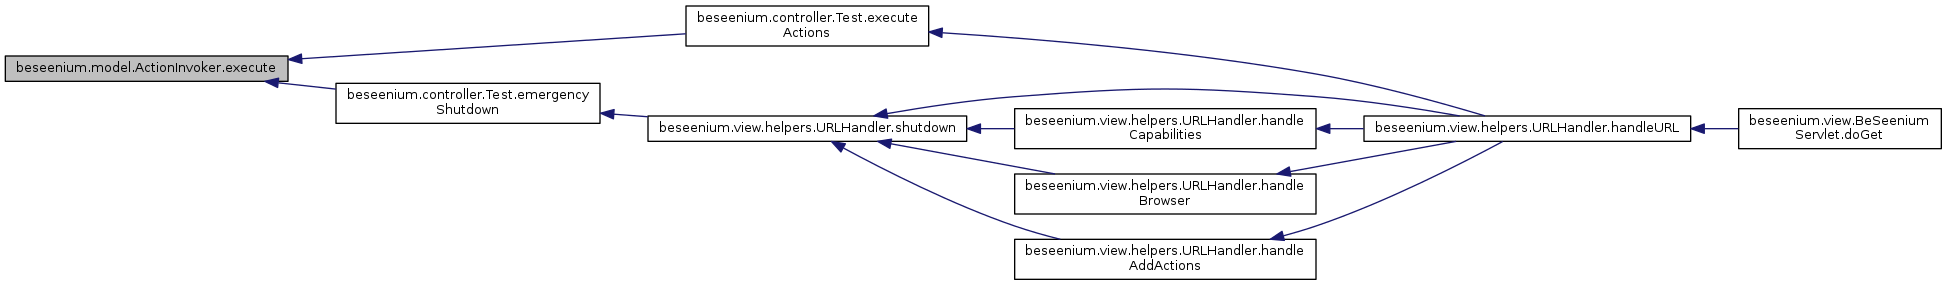 beseenium.controller.Test.execute
Actions
beseenium.model.ActionInvoker.execute
beseenium.controller.Test.emergency
Shutdown
beseenium.view.helpers.URLHandler.shutdown
beseenium.view.helpers.URLHandler.handle
Capabilities
beseenium.view.helpers.URLHandler.handleURL
beseenium.view.BeSeenium
Servlet.doGet
beseenium.view.helpers.URLHandler.handle
Browser
beseenium.view.helpers.URLHandler.handle
AddActions